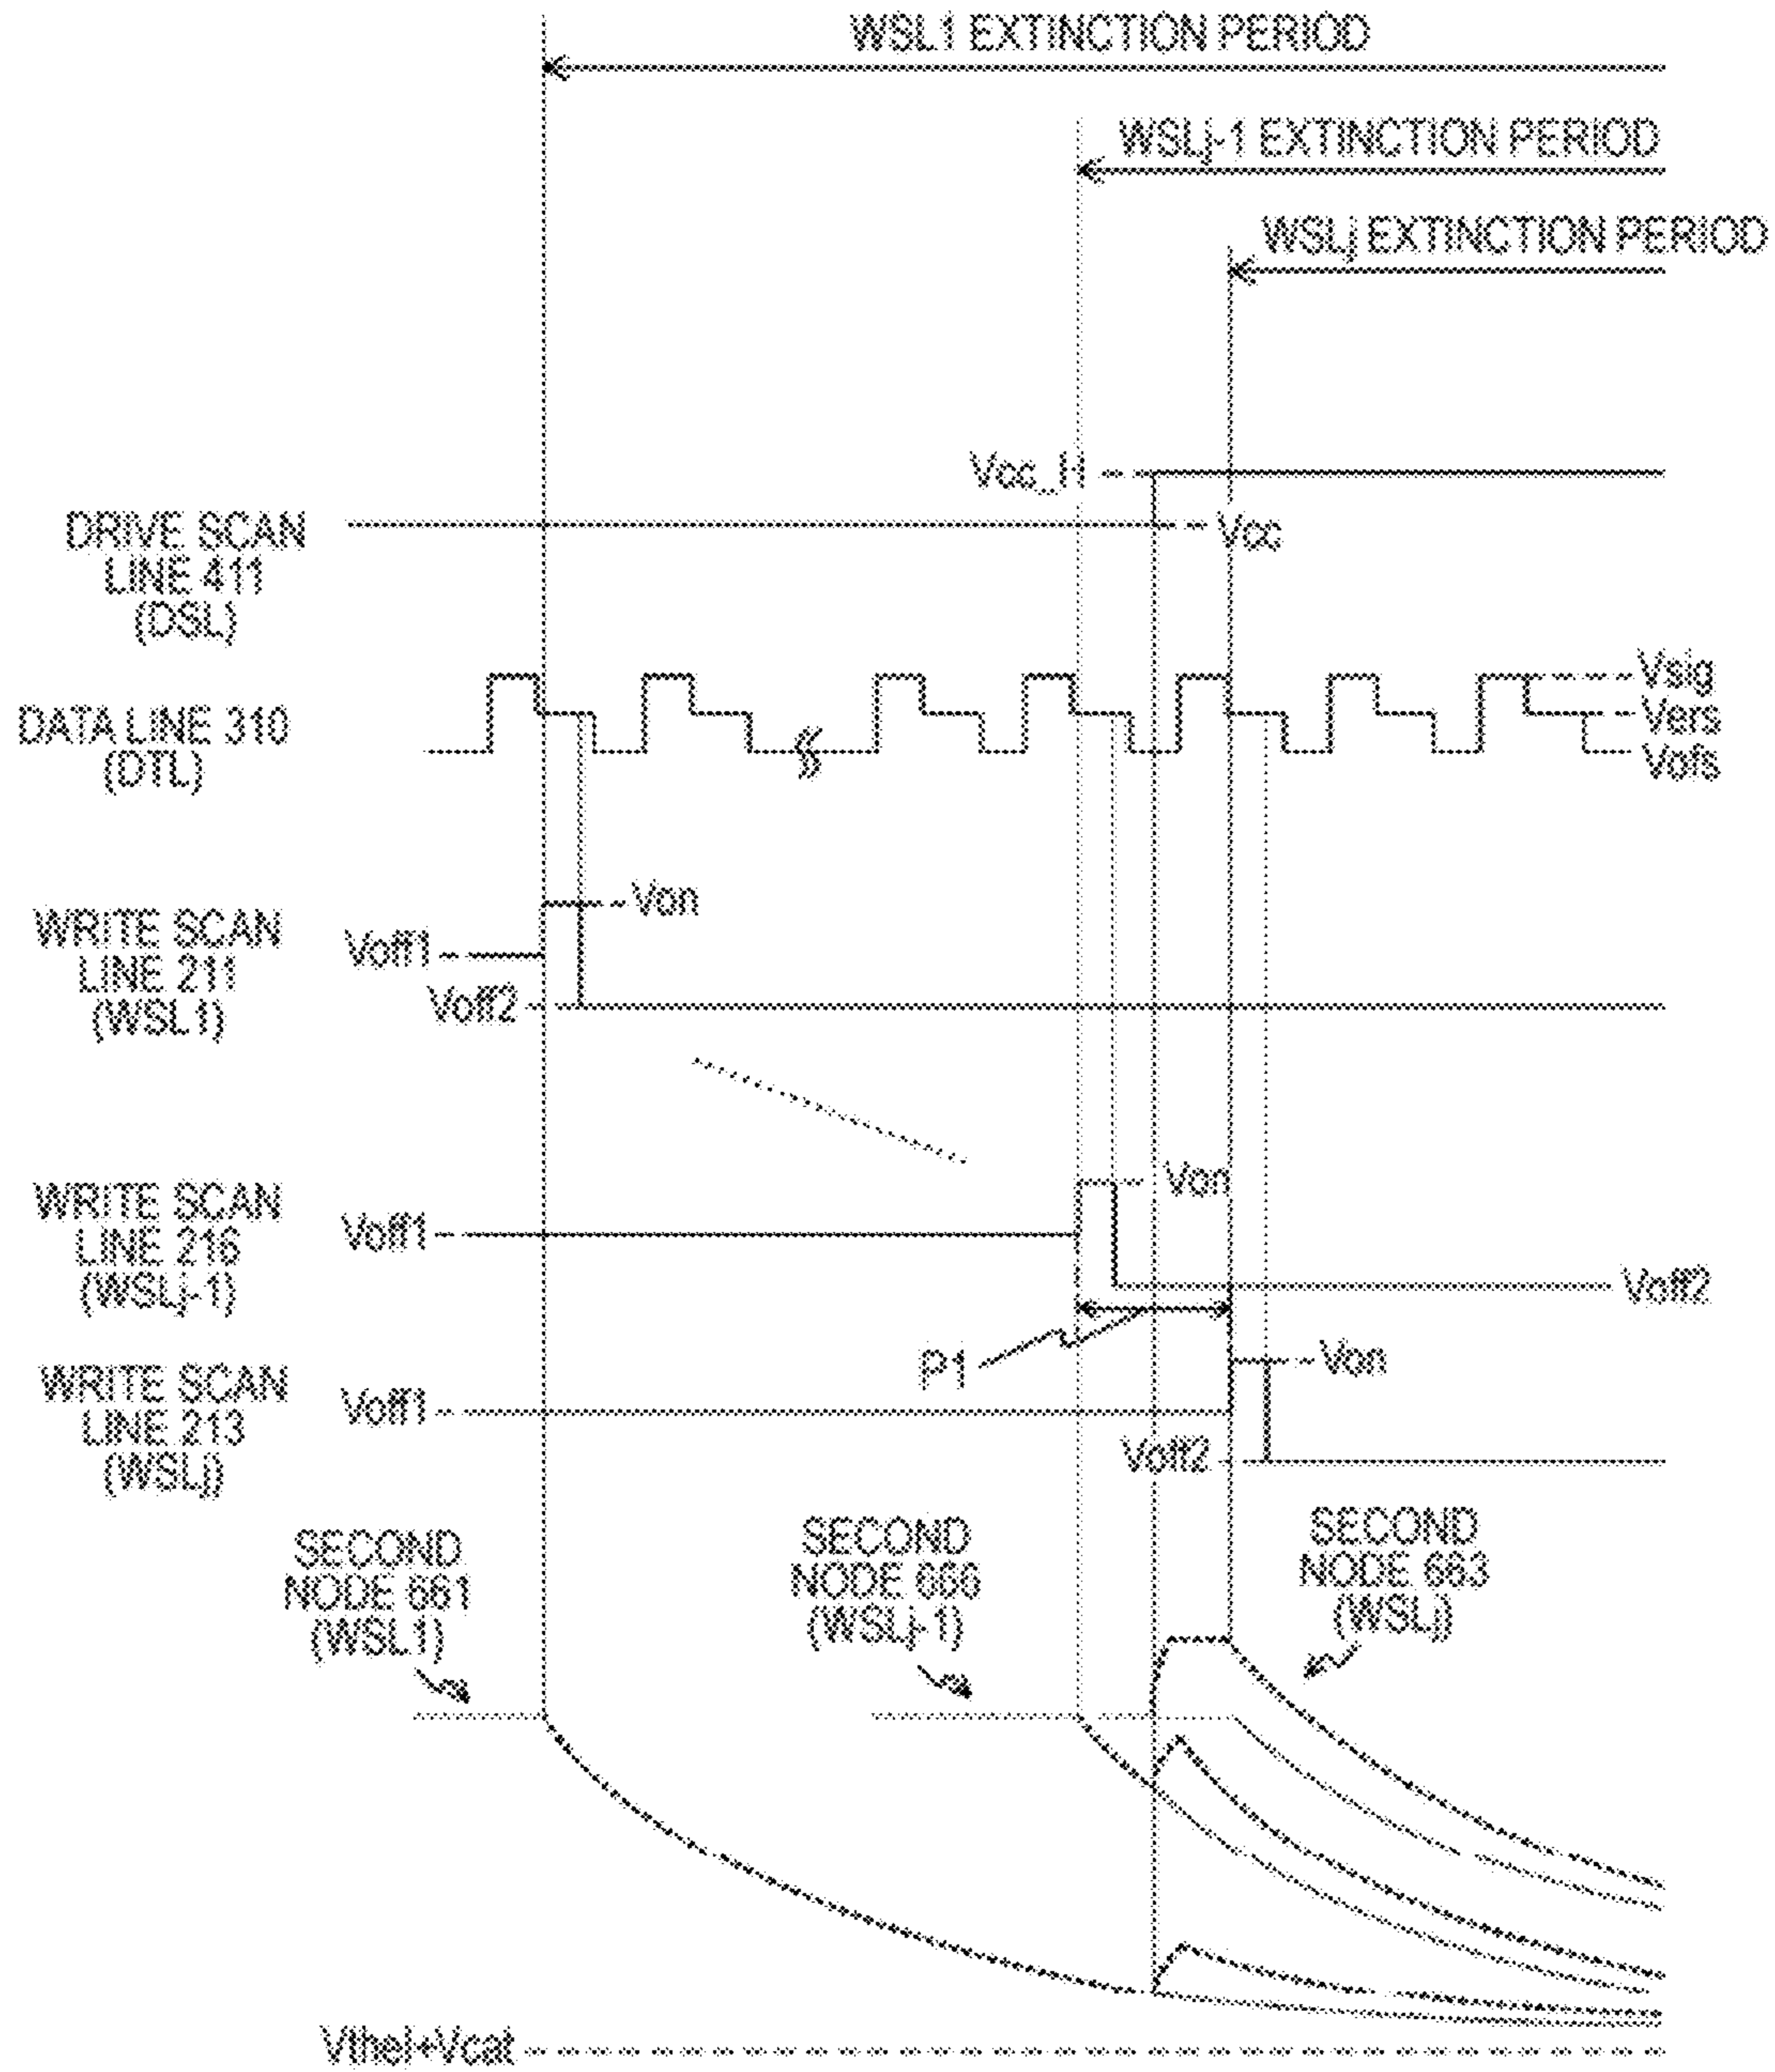 WSL1 EXTINCTION PERIOD
WSLj-1 EXTINCTION PERIOD
WSLj EXTINCTION PERIOD
Vcc_H
DRIVE SCAN
LINE 411
(DSL)
Vcc
DATA LINE 310
(DTL)
Vsig
Vers
Vofs
WRITE SCAN
LINE 211
(WSL1)
Von
Voff1
Voff2
WRITE SCAN
LINE 216
(WSLj-1)
Von
Voff1
Voff2
P1
WRITE SCAN
LINE 213
(WSLj)
Von
Voff1
Voff2
SECOND
NODE 661
(WSL1)
SECOND
NODE 666
(WSLj-1)
SECOND
NODE 663
(WSLj)
Vthel+Vcat